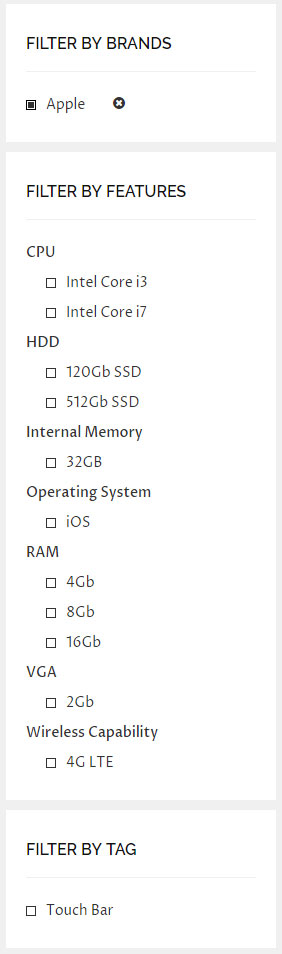 FILTER BY BRANDS
Apple
FILTER BY FEATURES
CPU
Intel Core i3
Intel Core i7
HDD
120Gb SSD
512Gb SSD
Internal Memory
32GB
Operating System
iOS
RAM
4Gb
8Gb
16Gb
VGA
2Gb
Wireless Capability
4G LTE
FILTER BY TAG
Touch Bar